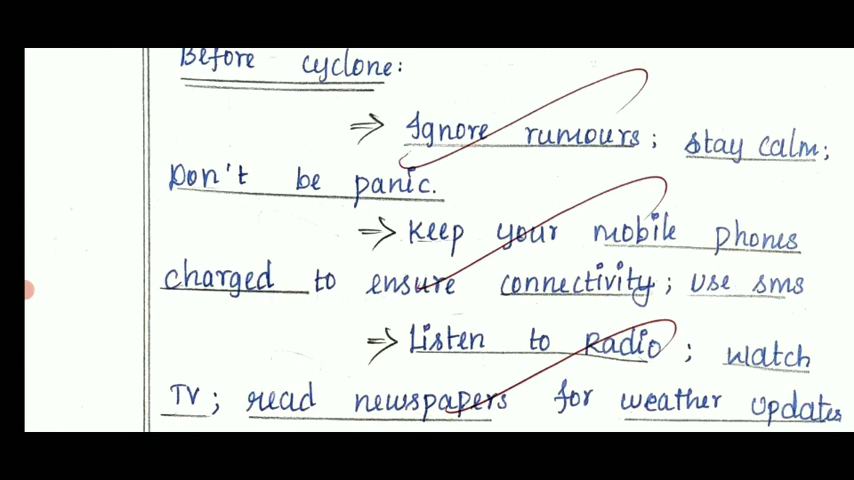 Before cyclone:
⇒ Ignore rumours; stay calm;
Don't be panic.
⇒ Keep your mobile phones
charged to ensure connectivity; use sms
⇒ Listen to Radio; watch
TV; read newspapers for weather updates